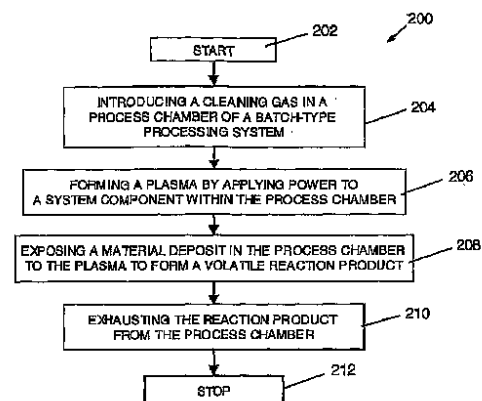 200
202
START
INTRODUCING A CLEANING GAS IN A
PROCESS CHAMBER OF A BATCH-TYPE
PROCESSING SYSTEM
204
FORMING A PLASMA BY APPLYING POWER TO
A SYSTEM COMPONENT WITHIN THE PROCESS CHAMBER
206
EXPOSING A MATERIAL DEPOSIT IN THE PROCESS CHAMBER
TO THE PLASMA TO FORM A VOLATILE REACTION PRODUCT
208
EXHAUSTING THE REACTION PRODUCT
FROM THE PROCESS CHAMBER
210
STOP
212